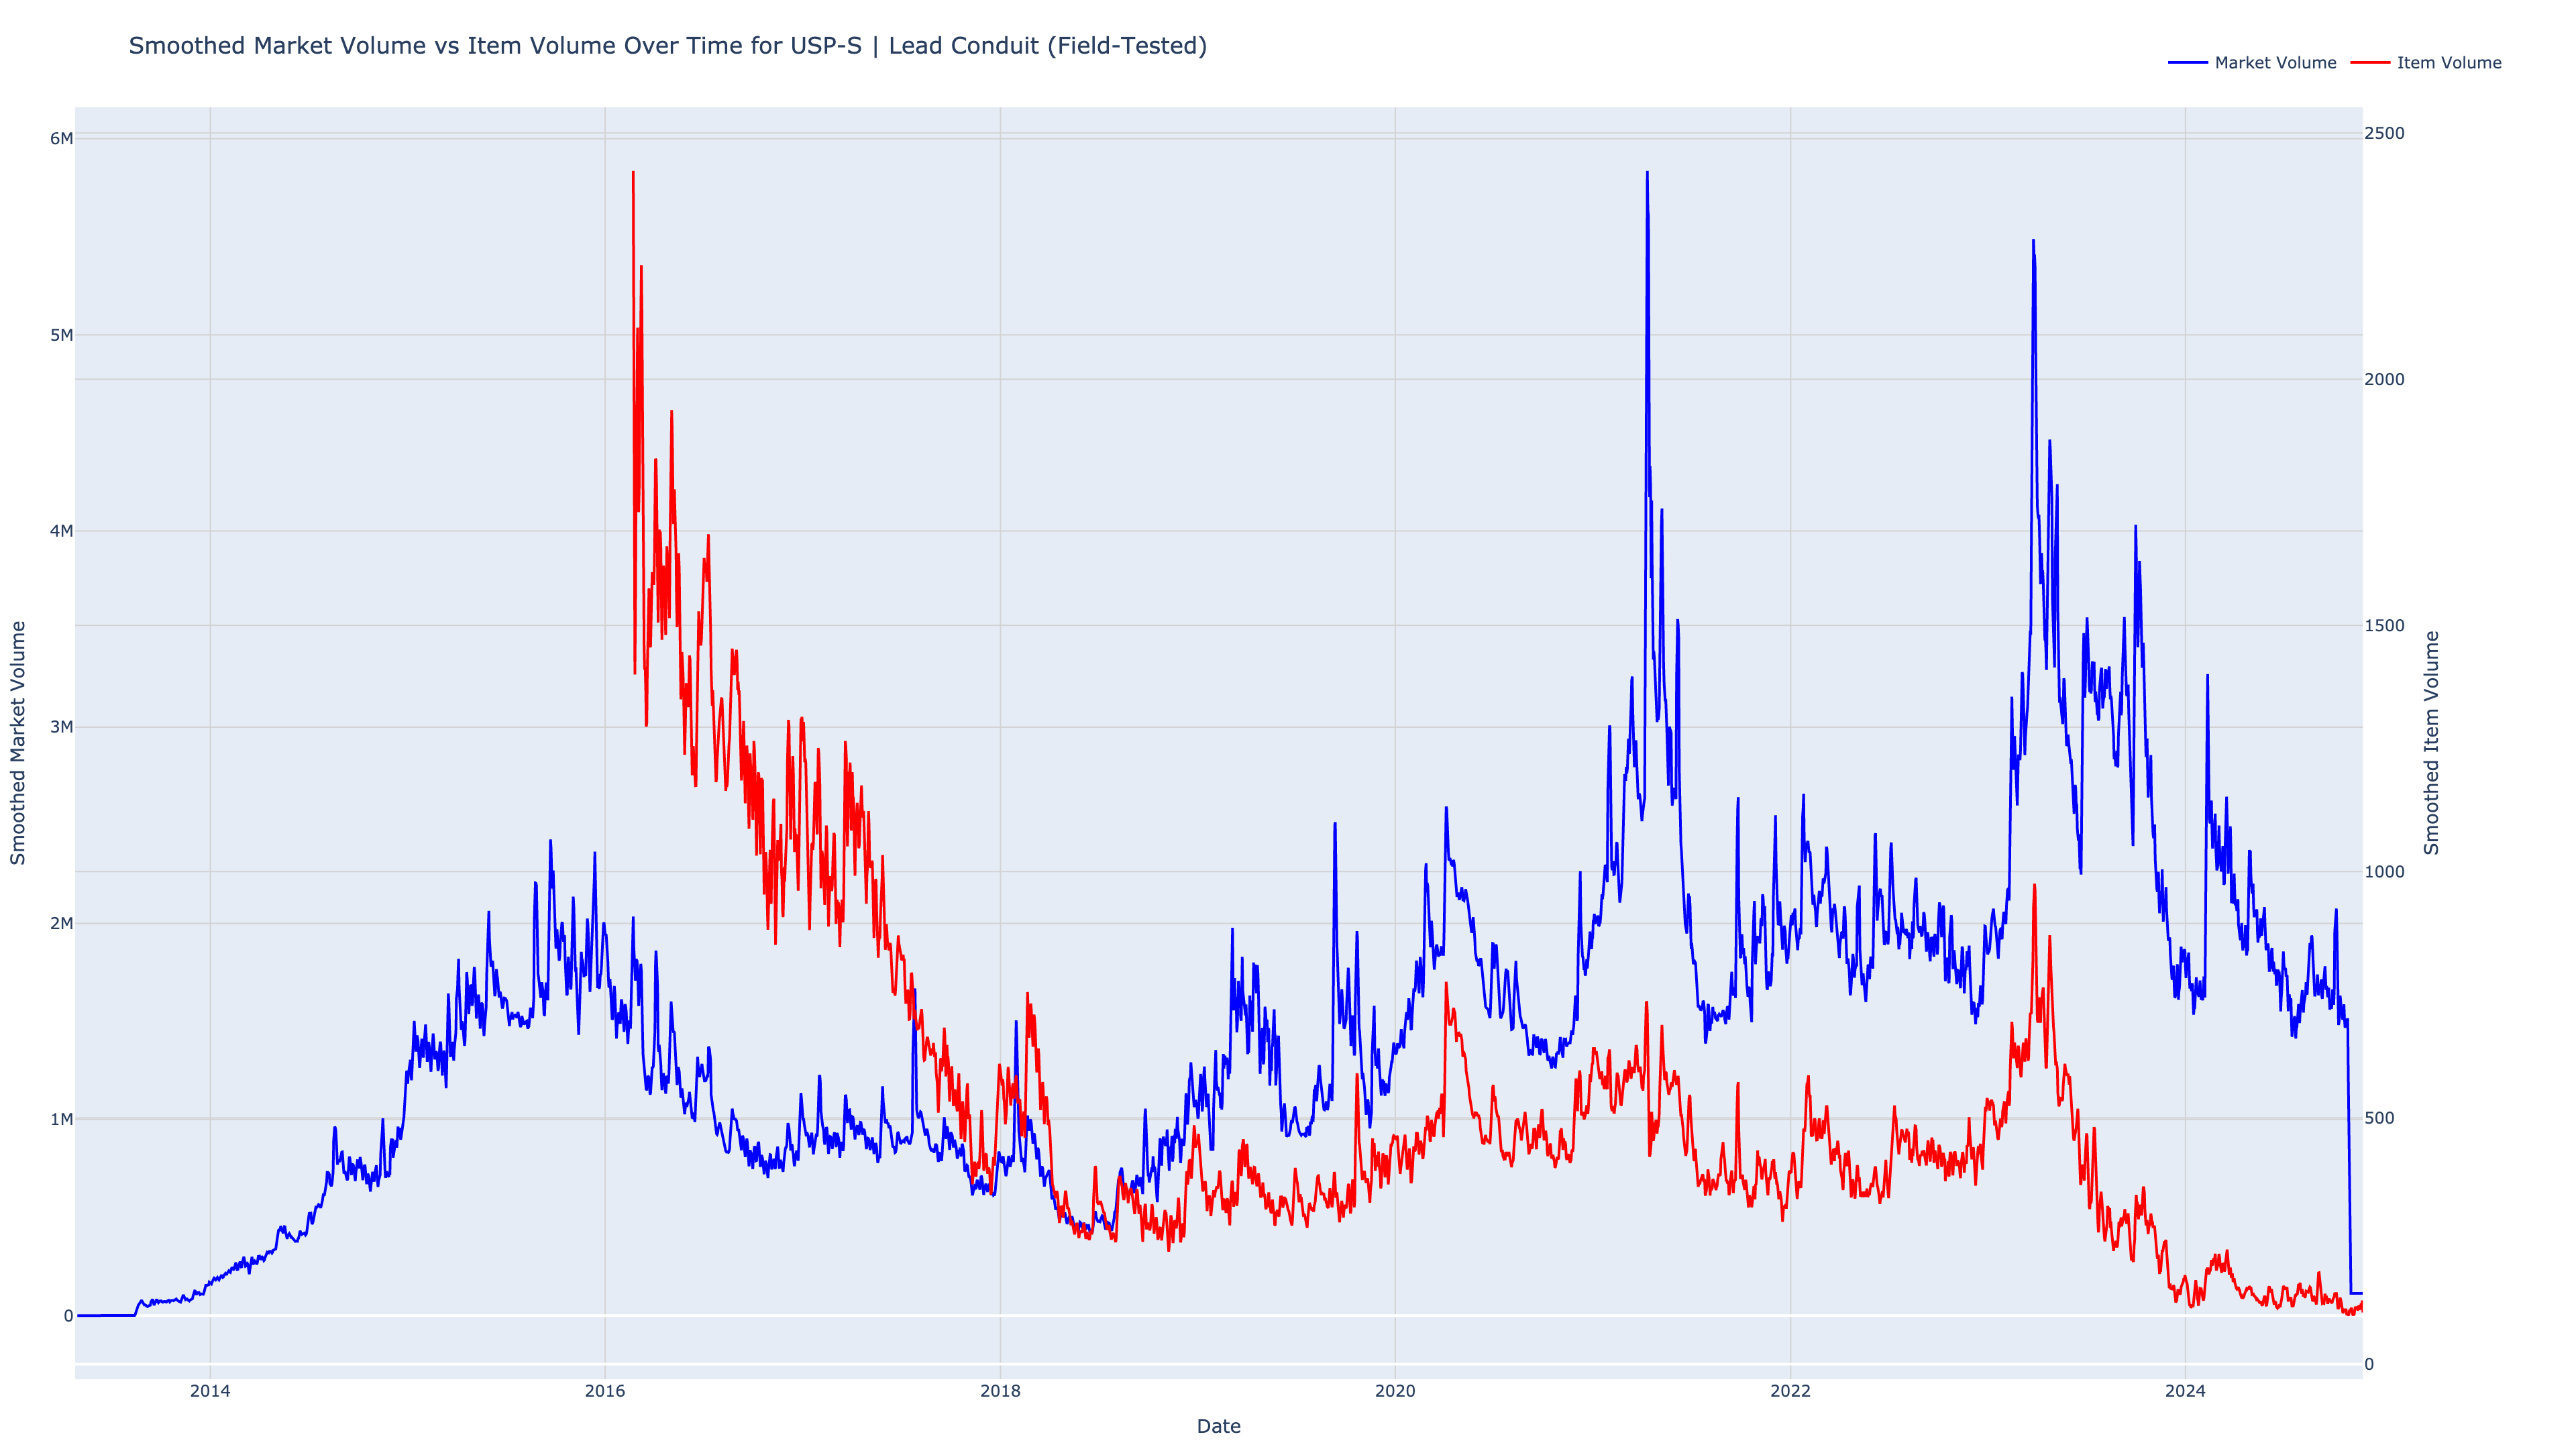 Smoothed Market Volume vs Item Volume Over Time for USP-S | Lead Conduit (Field-Tested)
Market Volume
Item Volume
6M
5M
4M
3M
2M
1M
0
Smoothed Market Volume
2500
2000
1500
1000
500
0
Smoothed Item Volume
2014
2016
2018
2020
2022
2024
Date